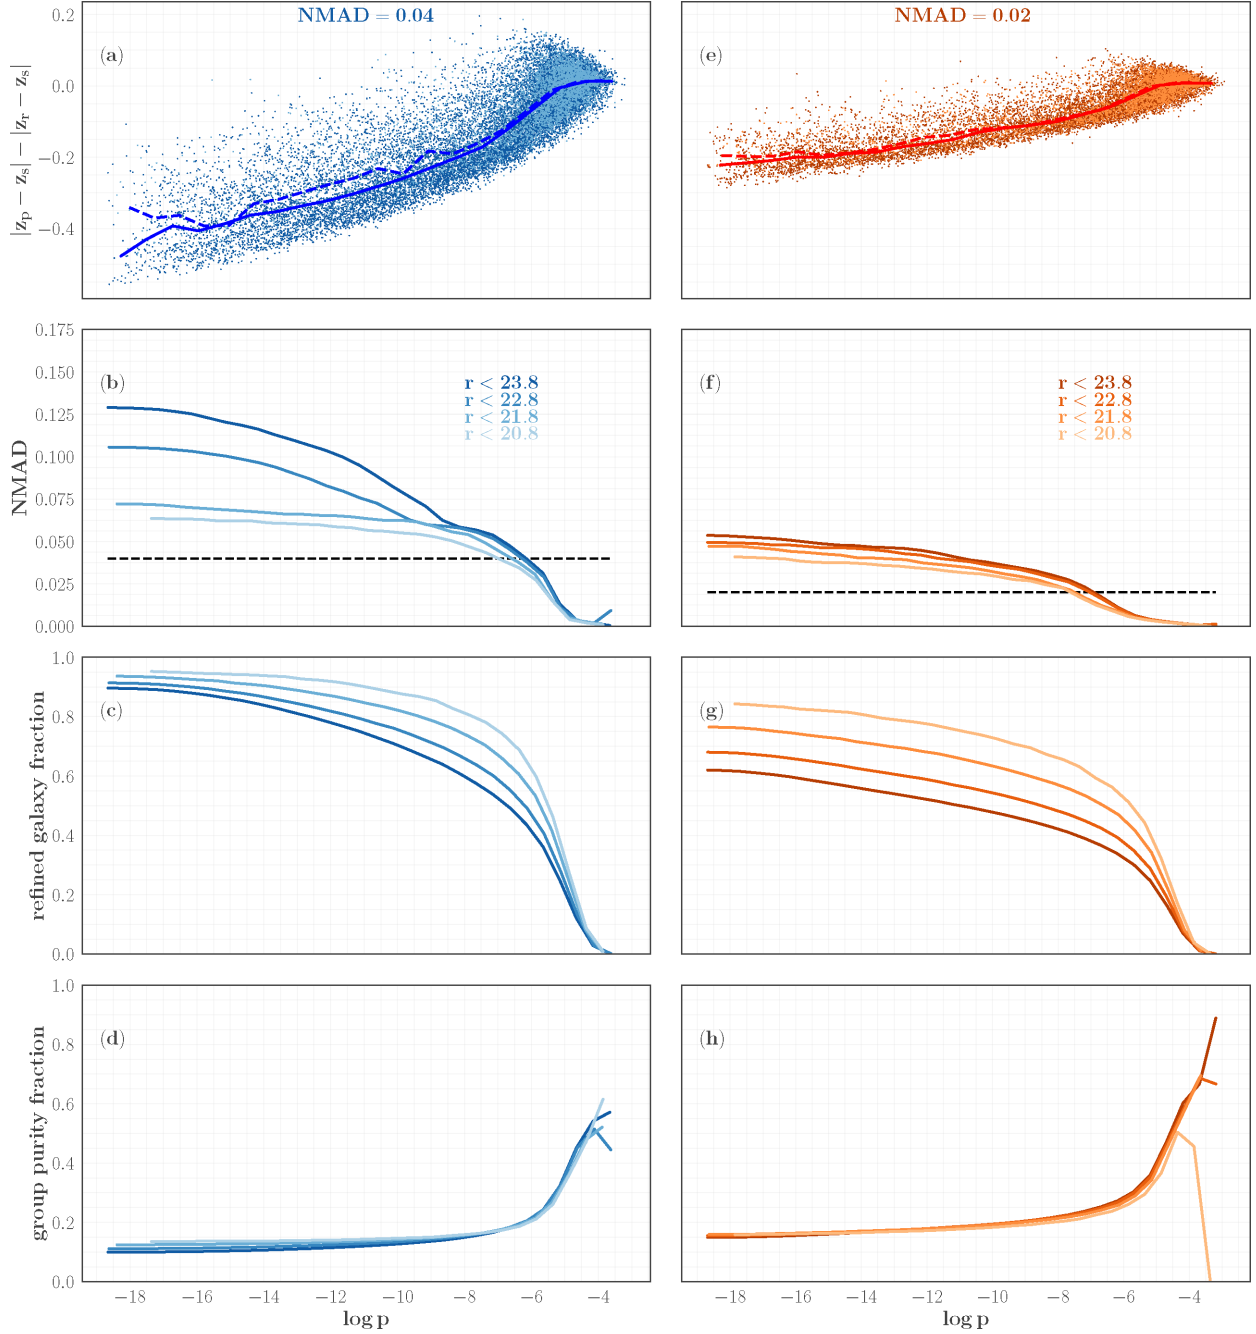 NMAD = 0.04
NMAD = 0.02
(a)
(e)
|z_p − z_s| − |z_r − z_s|
0.2
0.0
−0.2
−0.4
(b)
r < 23.8
r < 22.8
r < 21.8
r < 20.8
(f)
r < 23.8
r < 22.8
r < 21.8
r < 20.8
NMAD
0.175
0.150
0.125
0.100
0.075
0.050
0.025
0.000
(c)
(g)
refined galaxy fraction
1.0
0.8
0.6
0.4
0.2
0.0
(d)
(h)
group purity fraction
1.0
0.8
0.6
0.4
0.2
0.0
−18 −16 −14 −12 −10 −8 −6 −4
−18 −16 −14 −12 −10 −8 −6 −4
log p
log p